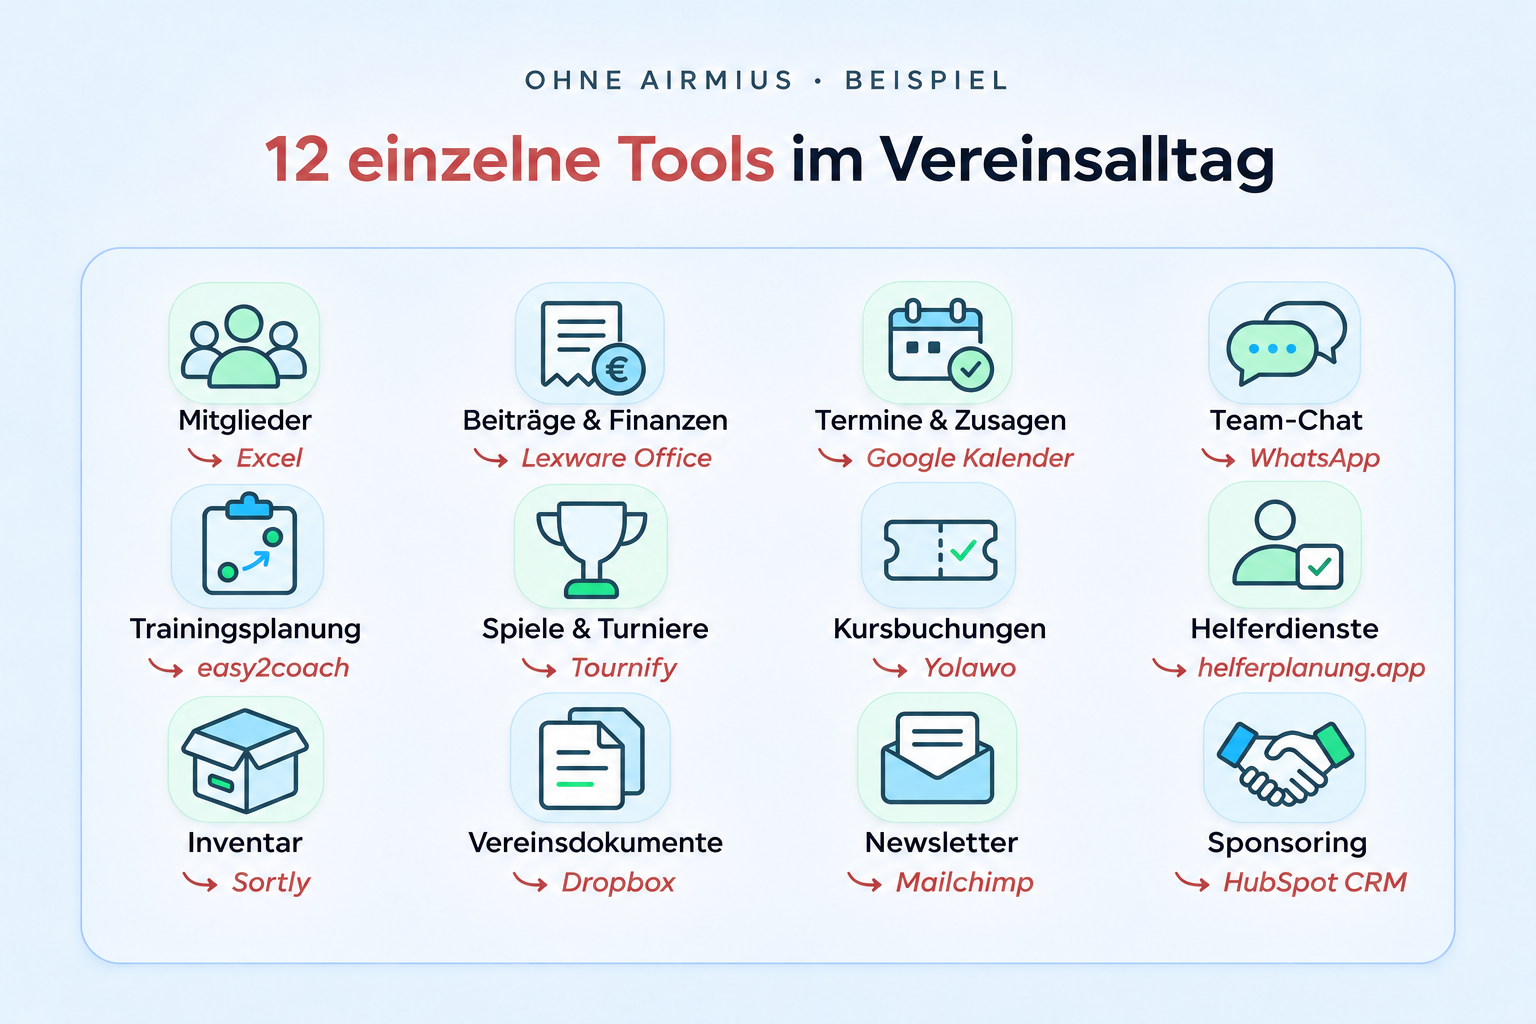 OHNE AIRMIUS · BEISPIEL
12 einzelne Tools im Vereinsalltag
Mitglieder
Excel
Beiträge & Finanzen
Lexware Office
Termine & Zusagen
Google Kalender
Team-Chat
WhatsApp
Trainingsplanung
easy2coach
Spiele & Turniere
Tournify
Kursbuchungen
Yolawo
Helferdienste
helferplanung.app
Inventar
Sortly
Vereinsdokumente
Dropbox
Newsletter
Mailchimp
Sponsoring
HubSpot CRM